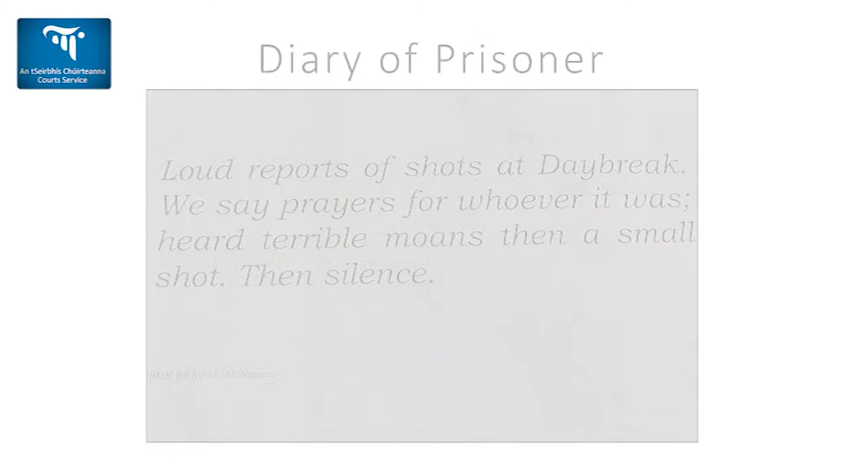 An tSeirbhís Chúirteanna
Courts Service
Diary of Prisoner
Loud reports of shots at Daybreak.
We say prayers for whoever it was;
heard terrible moans then a small
shot. Then silence.